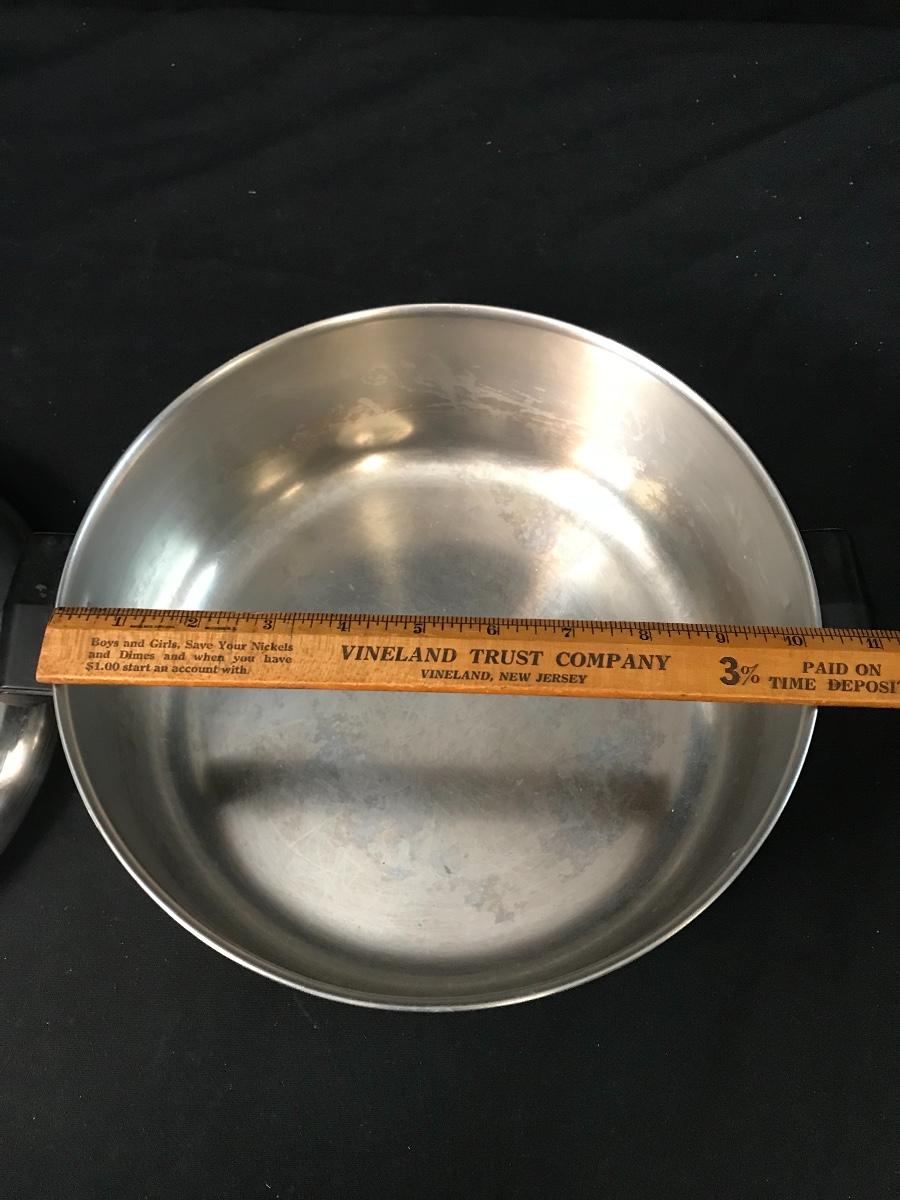 1 2 3 4 5 6 7 8 9 10 11
Boys and Girls, Save Your Nickels
and Dimes and when you have
$1.00 start an account with
VINELAND TRUST COMPANY
VINELAND, NEW JERSEY
3% PAID ON
TIME DEPOSIT